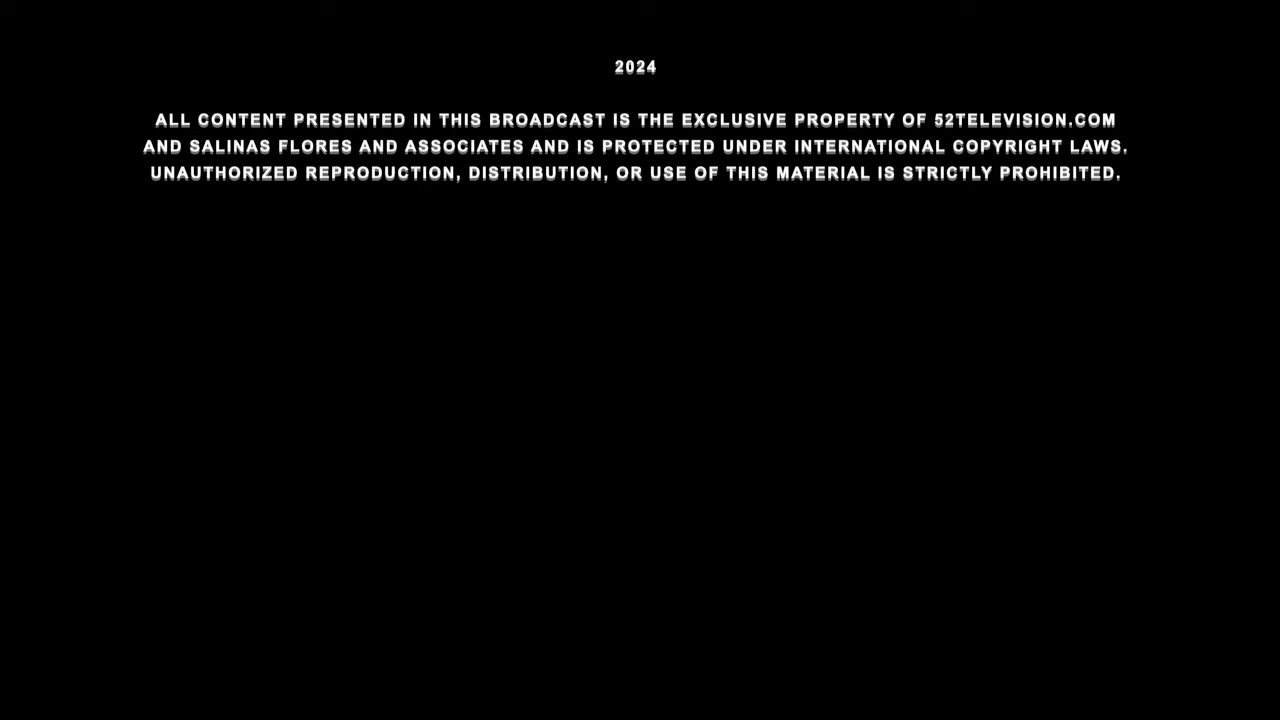 2024
ALL CONTENT PRESENTED IN THIS BROADCAST IS THE EXCLUSIVE PROPERTY OF 52TELEVISION.COM
AND SALINAS FLORES AND ASSOCIATES AND IS PROTECTED UNDER INTERNATIONAL COPYRIGHT LAWS.
UNAUTHORIZED REPRODUCTION, DISTRIBUTION, OR USE OF THIS MATERIAL IS STRICTLY PROHIBITED.